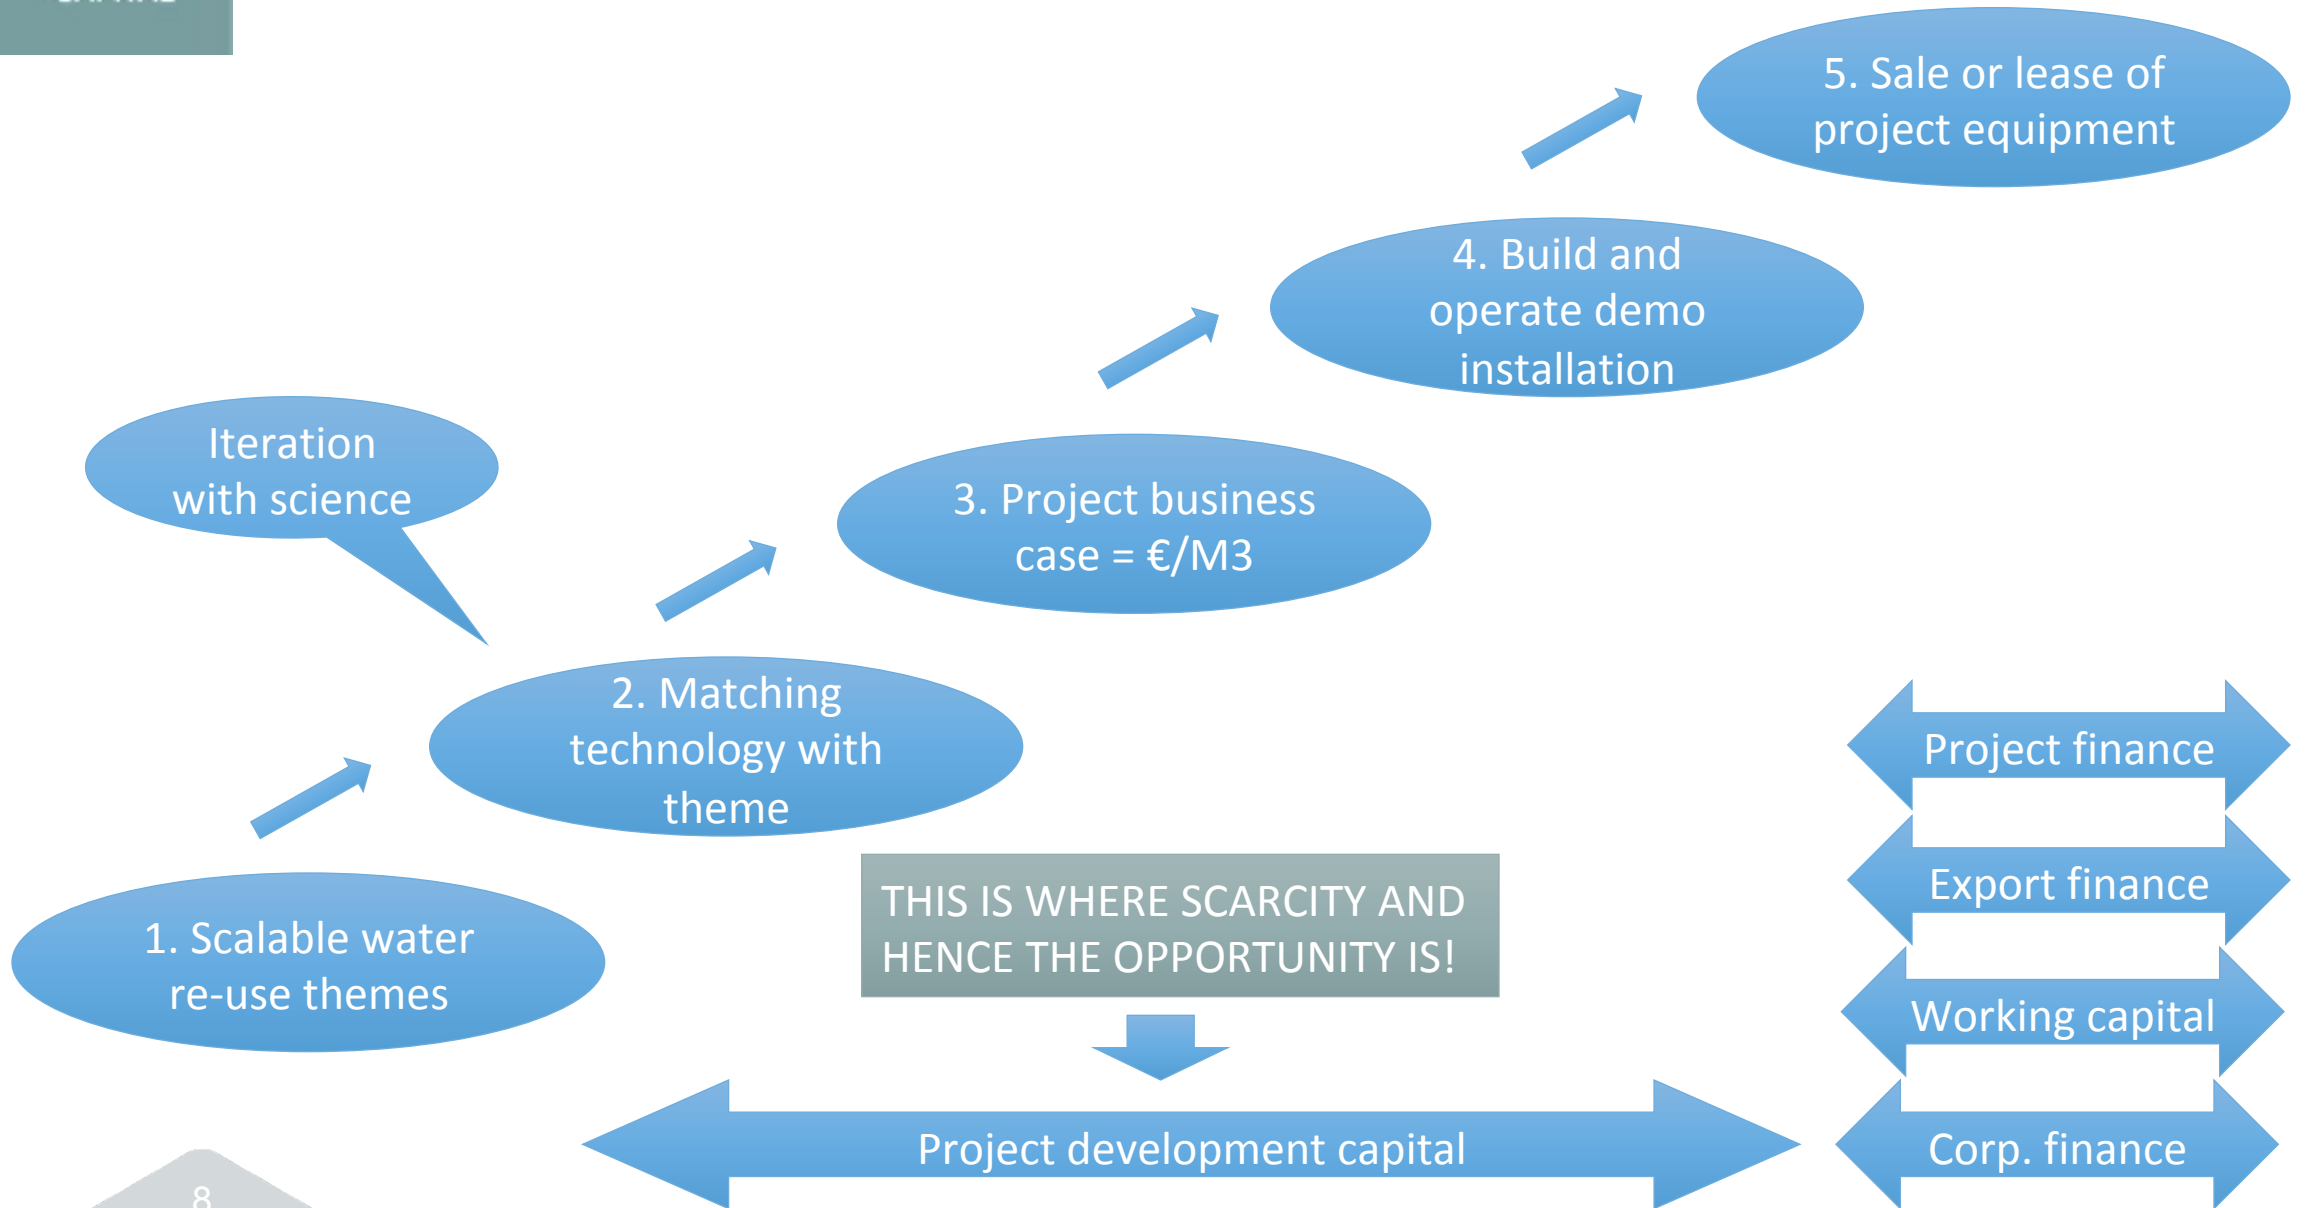 5. Sale or lease of
project equipment
4. Build and
operate demo
installation
Iteration
with science
3. Project business
case = €/M3
2. Matching
technology with
theme
1. Scalable water
re-use themes
THIS IS WHERE SCARCITY AND
HENCE THE OPPORTUNITY IS!
Project finance
Export finance
Working capital
Project development capital
Corp. finance
8